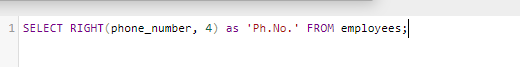 1 SELECT RIGHT(phone_number, 4) as 'Ph.No.' FROM employees;